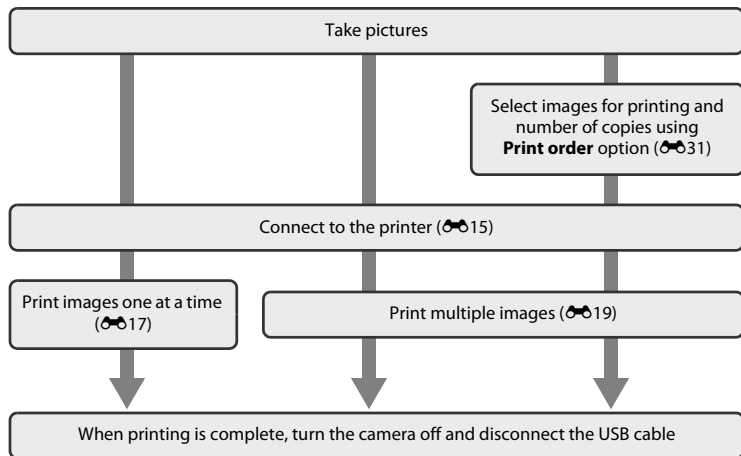 Take pictures
Select images for printing and
number of copies using
Print order option (31)
Connect to the printer (15)
Print images one at a time
(17)
Print multiple images (19)
When printing is complete, turn the camera off and disconnect the USB cable